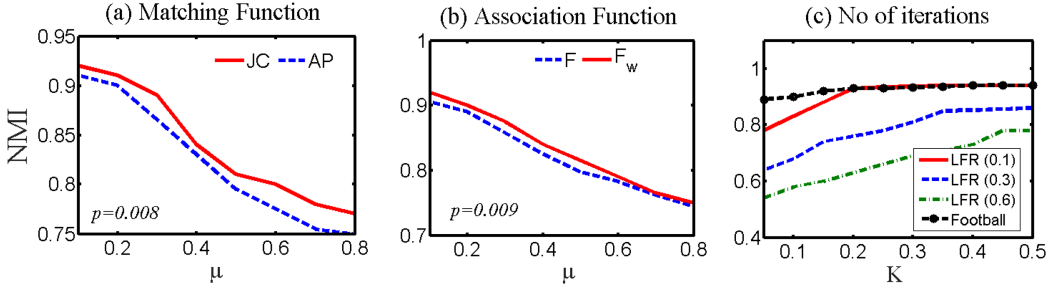 (a) Matching Function
(b) Association Function
(c) No of iterations
NMI
0.95
0.9
0.85
0.8
0.75
JC
AP
p=0.008
0.2
0.4
0.6
0.8
μ
1
0.9
0.8
0.7
F
F_w
p=0.009
0.2
0.4
0.6
0.8
μ
1
0.8
0.6
0.4
LFR (0.1)
LFR (0.3)
LFR (0.6)
Football
0.1
0.2
0.3
0.4
0.5
K